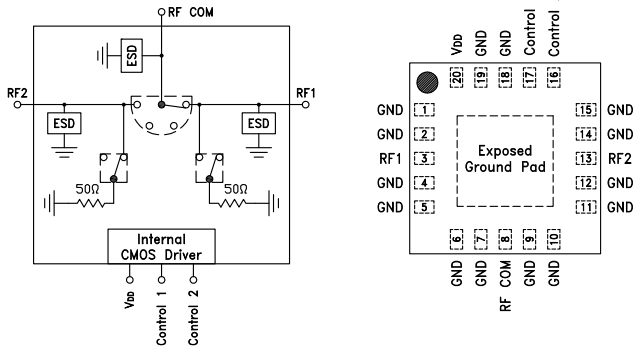 RF COM
ESD
RF2
RF1
ESD
ESD
50Ω
50Ω
Internal
CMOS Driver
VDD
Control 1
Control 2
VDD
GND
GND
Control
Control
20
19
18
17
16
GND
1
GND
2
RF1
3
GND
4
GND
5
Exposed
Ground Pad
15
GND
14
GND
13
RF2
12
GND
11
GND
6
7
8
9
10
GND
GND
RF COM
GND
GND